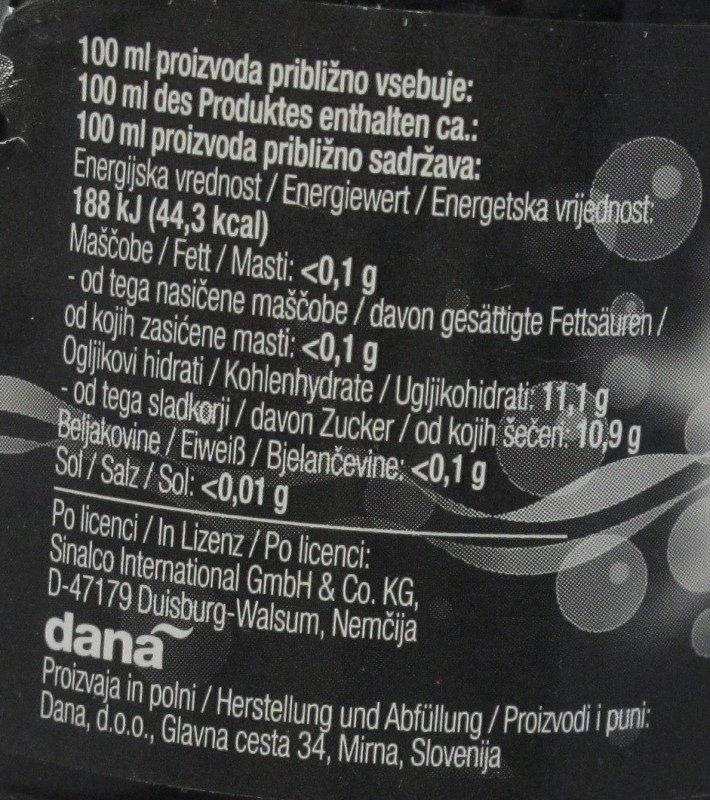 100 ml proizvoda približno vsebuje:
100 ml des Produktes enthalten ca.:
100 ml proizvoda približno sadržava:
Energijska vrednost / Energiewert / Energetska vrijednost:
188 kJ (44,3 kcal)
Maščobe / Fett / Masti: <0,1 g
- od tega nasičene maščobe / davon gesättigte Fettsäuren /
od kojih zasićene masti: <0,1 g
Ogljikovi hidrati / Kohlenhydrate / Ugljikohidrati: 11,1 g
- od tega sladkorji / davon Zucker / od kojih šećeri: 10,9 g
Beljakovine / Eiweiß / Bjelančevine: <0,1 g
Sol / Salz / Sol: <0,01 g
Po licenci / In Lizenz / Po licenci:
Sinalco International GmbH & Co. KG,
D-47179 Duisburg-Walsum, Nemčija
dana
Proizvaja in polni / Herstellung und Abfüllung / Proizvodi i puni:
Dana, d.o.o., Glavna cesta 34, Mirna, Slovenija